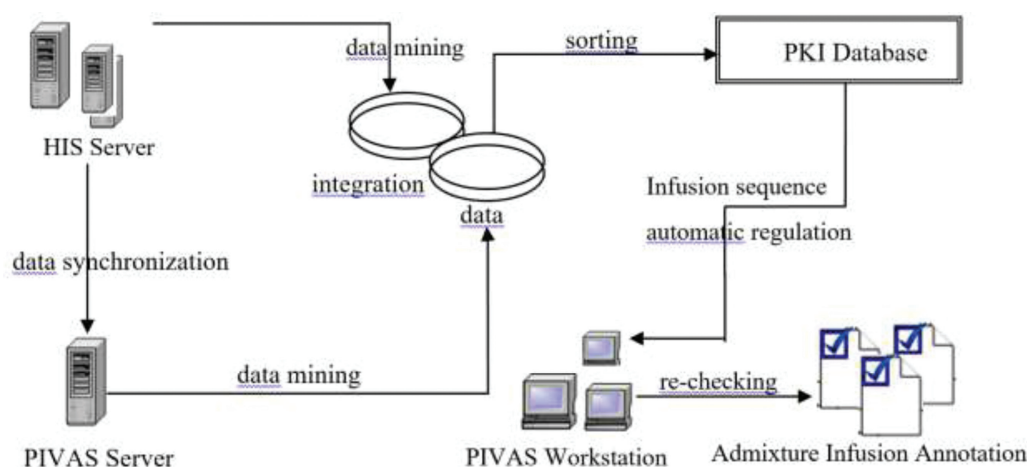 data mining
sorting
PKI Database
HIS Server
integration
data
Infusion sequence
automatic regulation
data synchronization
data mining
re-checking
PIVAS Server
PIVAS Workstation
Admixture Infusion Annotation